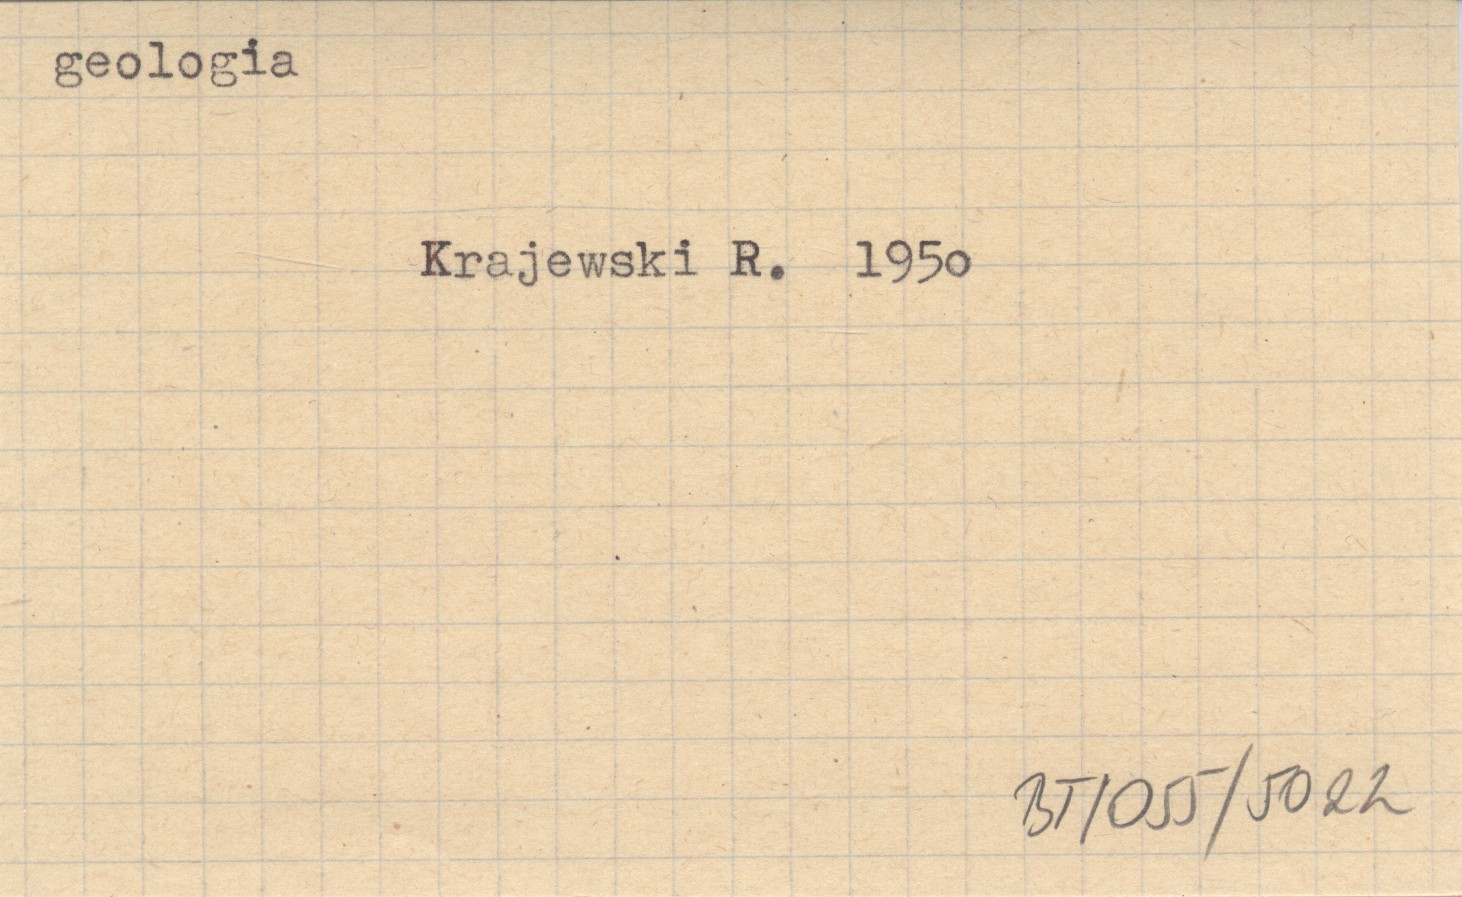 geologia
Krajewski R. 195o
BT/055/5022